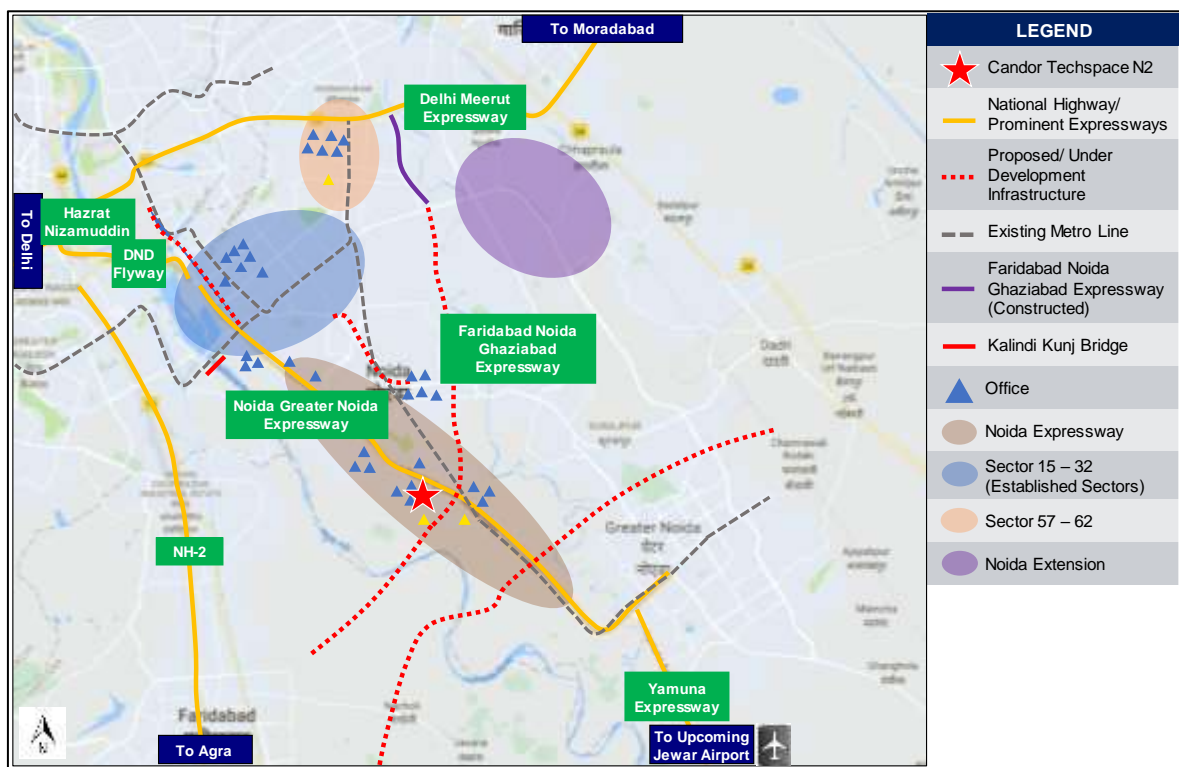 To Moradabad
Delhi Meerut
Expressway
To Delhi
Hazrat
Nizamuddin
DND
Flyway
Faridabad Noida
Ghaziabad
Expressway
Noida
Noida Greater Noida
Expressway
Dadri
Greater Noida
NH-2
Yamuna
Expressway
Faridabad
To Agra
To Upcoming
Jewar Airport
N
LEGEND
Candor Techspace N2
National Highway/
Prominent Expressways
Proposed/ Under
Development
Infrastructure
Existing Metro Line
Faridabad Noida
Ghaziabad Expressway
(Constructed)
Kalindi Kunj Bridge
Office
Noida Expressway
Sector 15 – 32
(Established Sectors)
Sector 57 – 62
Noida Extension